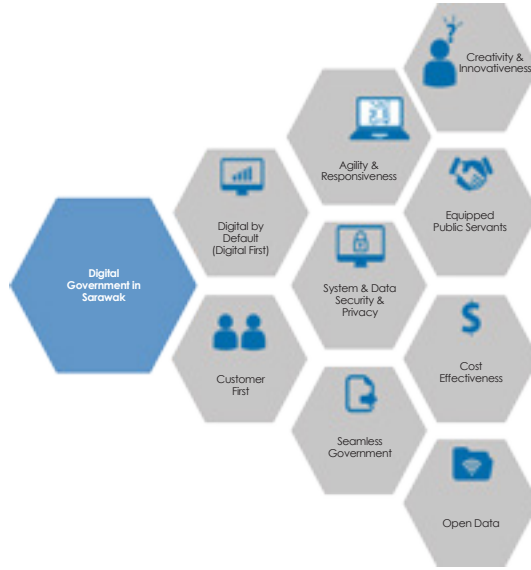 Creativity &
Innovativeness
Agility &
Responsiveness
Digital by
Default
(Digital First)
Equipped
Public Servants
Digital
Government in
Sarawak
System & Data
Security &
Privacy
Customer
First
Cost
Effectiveness
Seamless
Government
Open Data